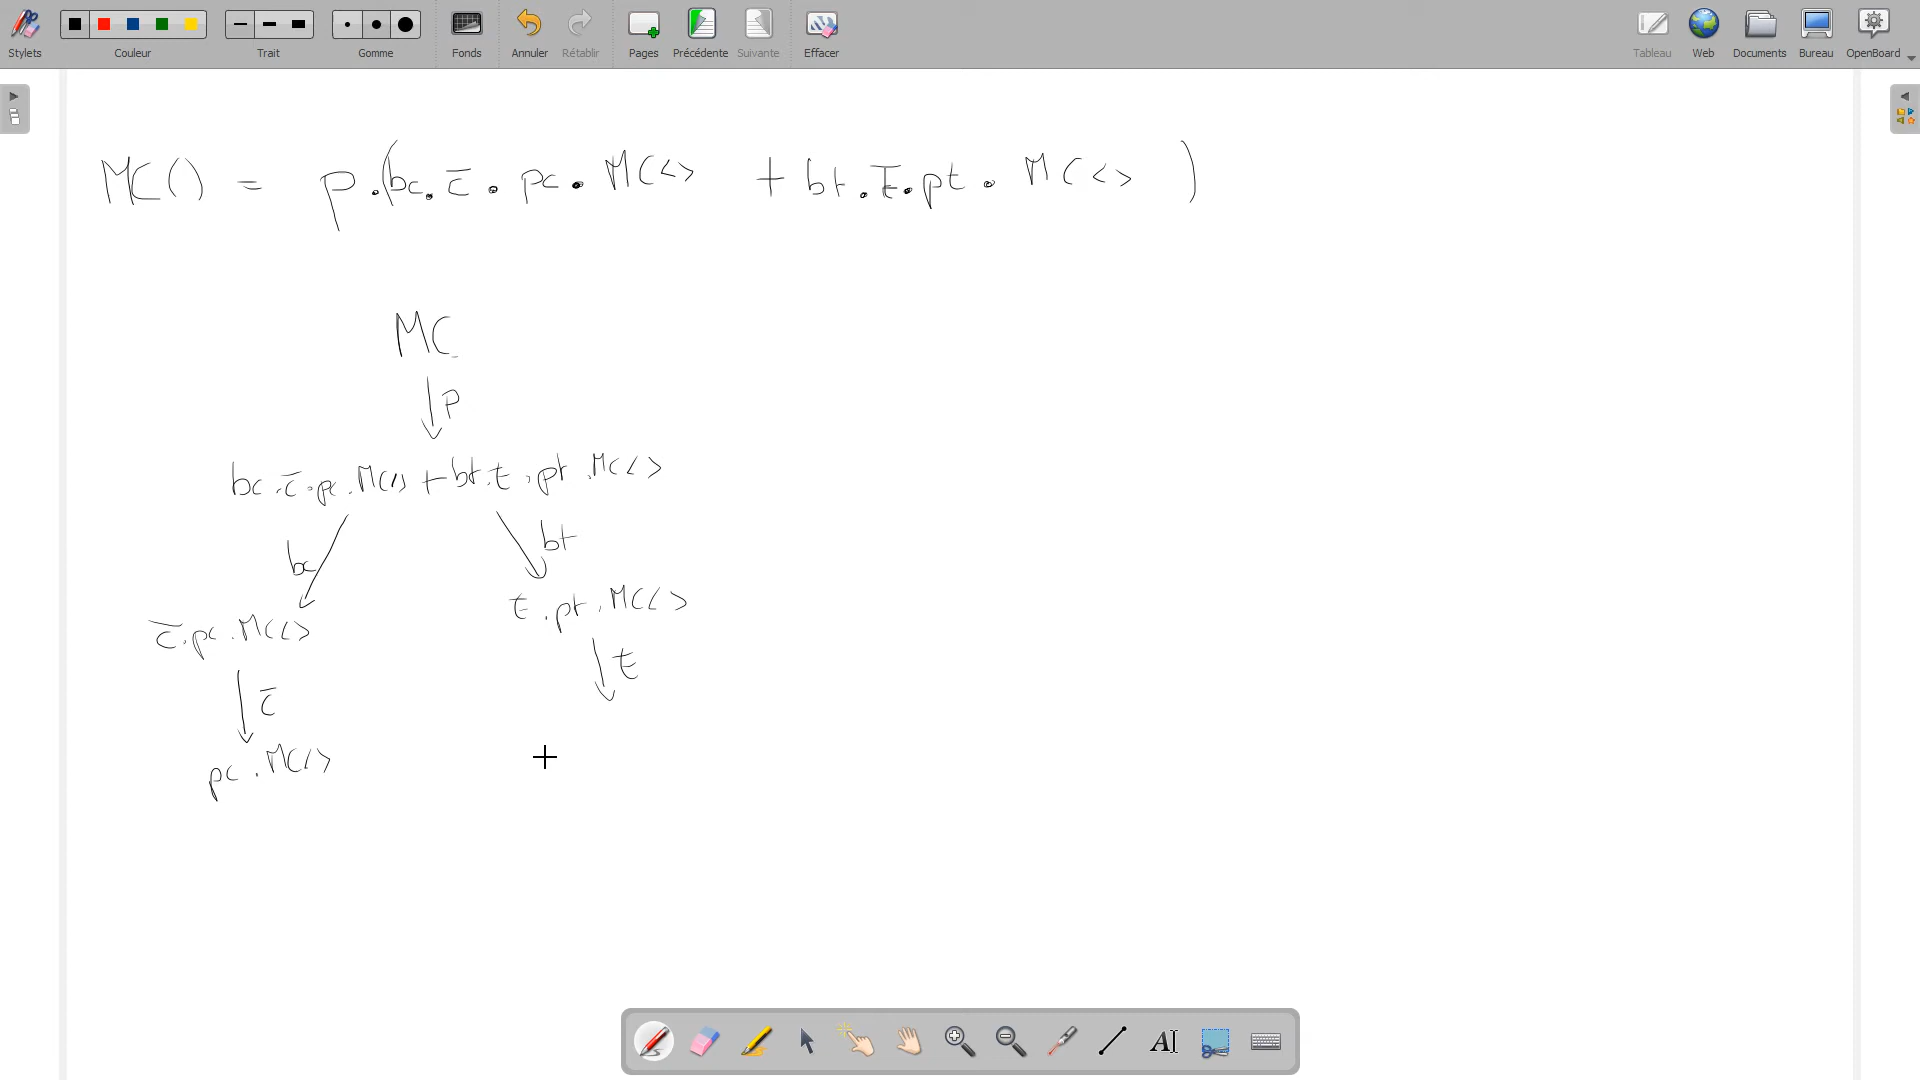 Stylets Couleur Trait Gomme Fonds Annuler Rétablir Pages Précédente Suivante Effacer Tableau Web Documents Bureau OpenBoard
MC() = p.(bc.c̅.pc.MC<> + bt.t̅.pt.MC<>)
MC
p
bc.c̅.pc.MC<> + bt.t.pt.MC<>
bc bt
c̅.pc.MC<> t.pt.MC<>
c̅ t
pc.MC<>
AI